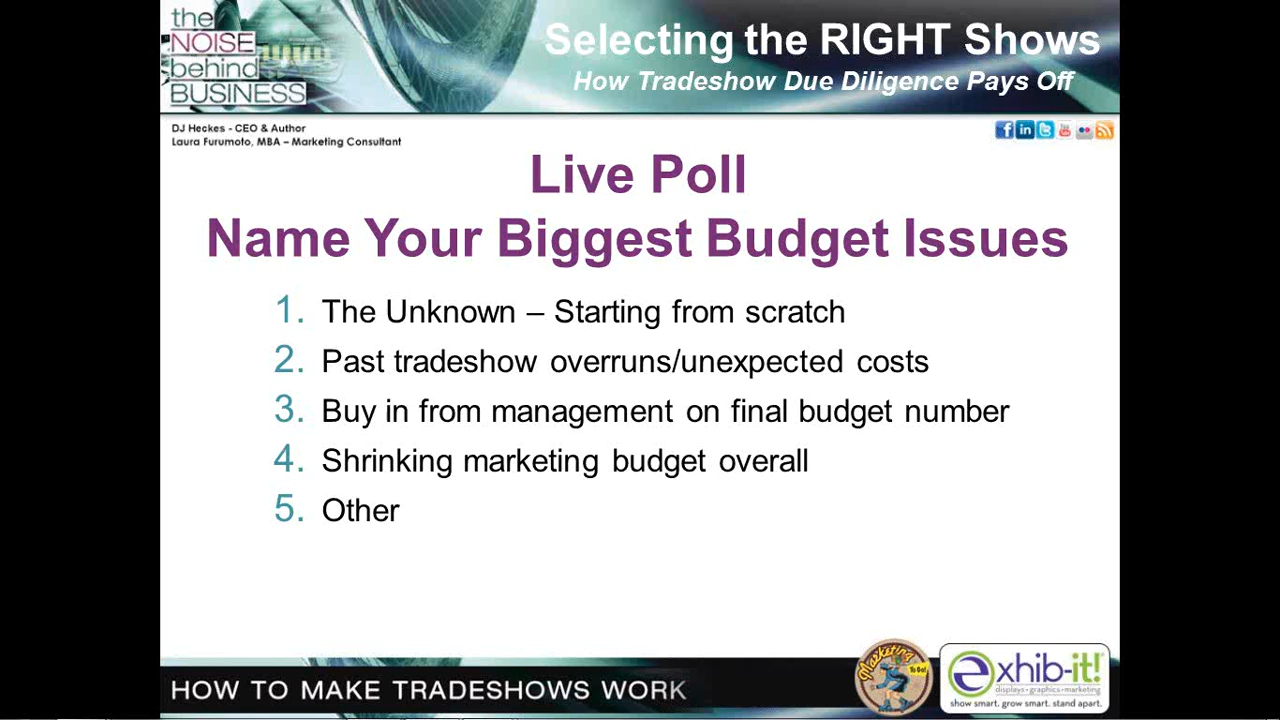 the
NOISE
behind
BUSINESS
Selecting the RIGHT Shows
How Tradeshow Due Diligence Pays Off
DJ Heckes - CEO & Author
Laura Furumoto, MBA – Marketing Consultant
Live Poll
Name Your Biggest Budget Issues
1. The Unknown – Starting from scratch
2. Past tradeshow overruns/unexpected costs
3. Buy in from management on final budget number
4. Shrinking marketing budget overall
5. Other
HOW TO MAKE TRADESHOWS WORK
Marketing
To Go!
exhib-it!
displays•graphics•marketing
show smart. grow smart. stand apart.